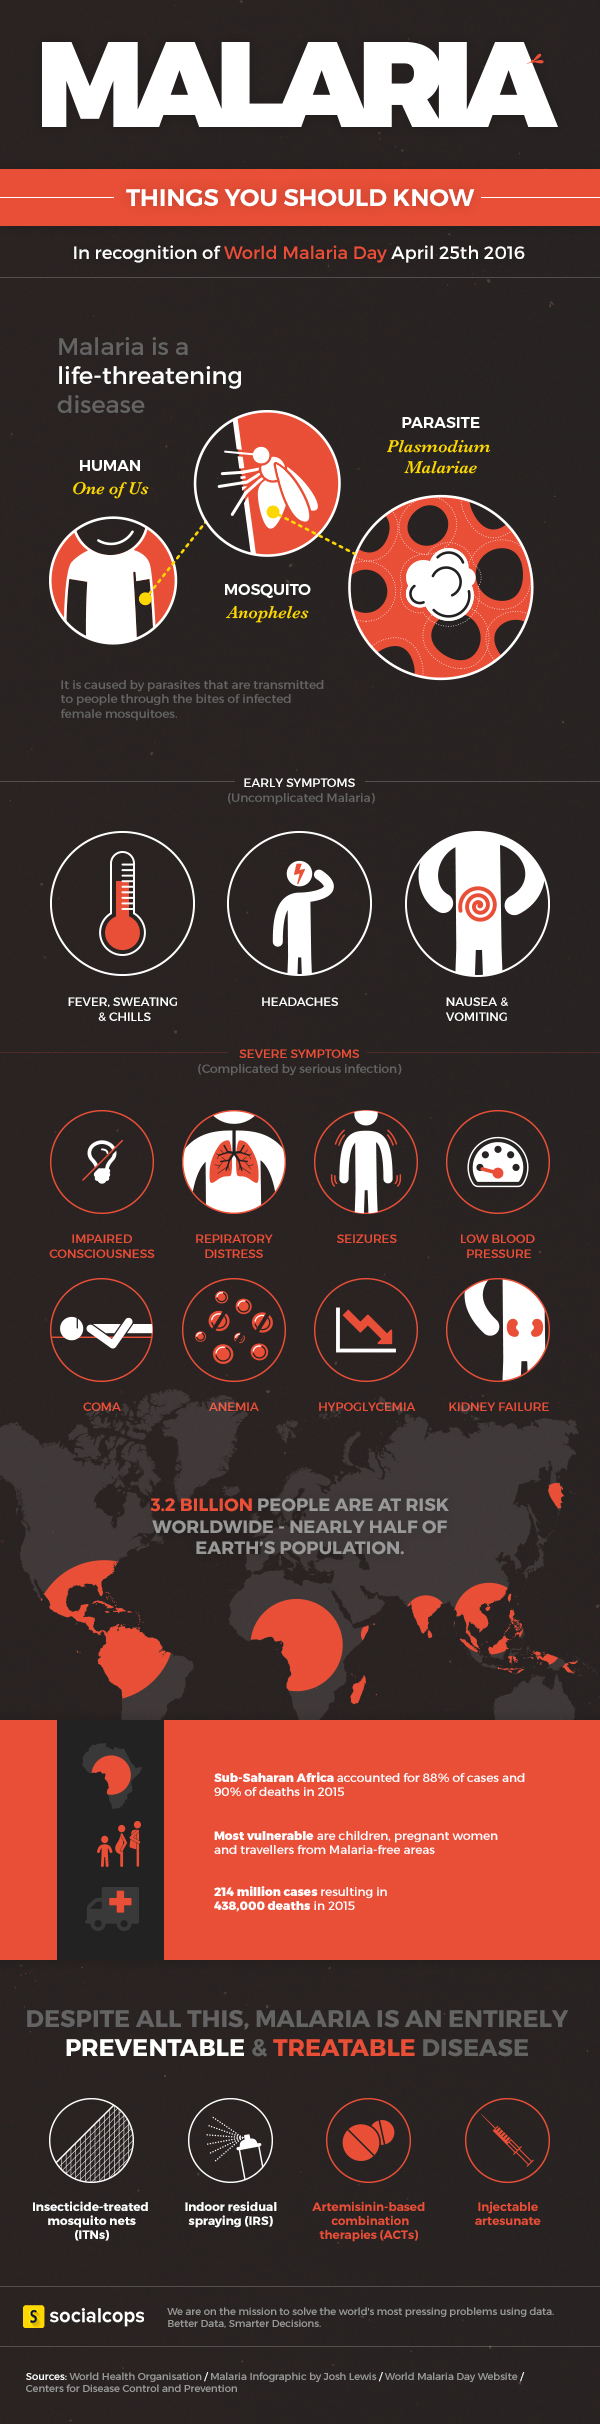 MALARIA
THINGS YOU SHOULD KNOW
In recognition of World Malaria Day April 25th 2016
Malaria is a
life-threatening
disease
HUMAN
One of Us
MOSQUITO
Anopheles
PARASITE
Plasmodium
Malariae
It is caused by parasites that are transmitted
to people through the bites of infected
female mosquitoes.
EARLY SYMPTOMS
(Uncomplicated Malaria)
FEVER, SWEATING
& CHILLS
HEADACHES
NAUSEA &
VOMITING
SEVERE SYMPTOMS
(Complicated by serious infection)
IMPAIRED
CONSCIOUSNESS
REPIRATORY
DISTRESS
SEIZURES
LOW BLOOD
PRESSURE
COMA
ANEMIA
HYPOGLYCEMIA
KIDNEY FAILURE
3.2 BILLION PEOPLE ARE AT RISK
WORLDWIDE - NEARLY HALF OF
EARTH'S POPULATION.
Sub-Saharan Africa accounted for 88% of cases and
90% of deaths in 2015
Most vulnerable are children, pregnant women
and travellers from Malaria-free areas
214 million cases resulting in
438,000 deaths in 2015
DESPITE ALL THIS, MALARIA IS AN ENTIRELY
PREVENTABLE & TREATABLE DISEASE
Insecticide-treated
mosquito nets
(ITNs)
Indoor residual
spraying (IRS)
Artemisinin-based
combination
therapies (ACTs)
Injectable
artesunate
S socialcops
We are on the mission to solve the world's most pressing problems using data.
Better Data, Smarter Decisions.
Sources: World Health Organisation / Malaria Infographic by Josh Lewis / World Malaria Day Website /
Centers for Disease Control and Prevention